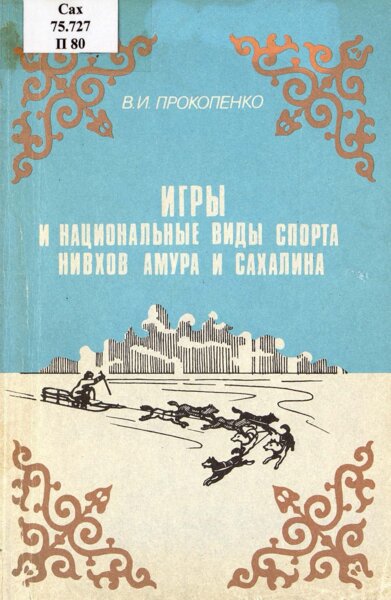 Сах
75.727
П 80
В.И. ПРОКОПЕНКО
ИГРЫ
И НАЦИОНАЛЬНЫЕ ВИДЫ СПОРТА
НИВХОВ АМУРА И САХАЛИНА